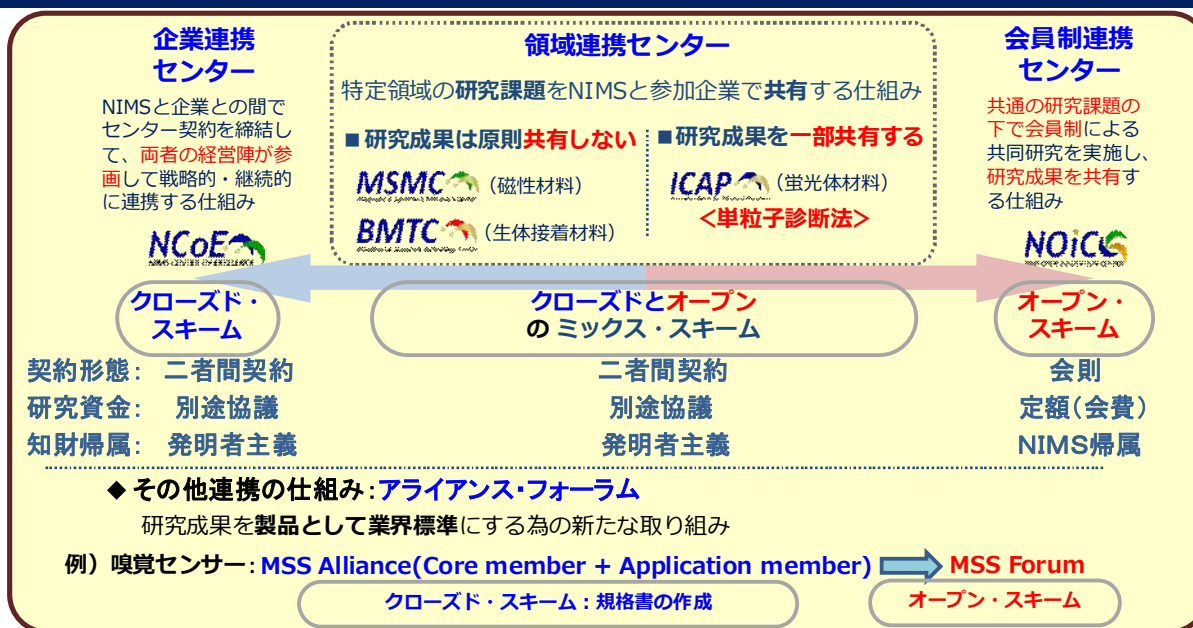 企業連携
センター
NIMSと企業との間で
センター契約を締結し
て、両者の経営陣が参
画して戦略的・継続的
に連携する仕組み
NCoE
領域連携センター
特定領域の研究課題をNIMSと参加企業で共有する仕組み
■研究成果は原則共有しない
MSMC (磁性材料)
BMTC (生体接着材料)
■研究成果を一部共有する
ICAP (蛍光体材料)
<単粒子診断法>
会員制連携
センター
共通の研究課題の
下で会員制による
共同研究を実施し、
研究成果を共有す
る仕組み
NOiC
クローズド・
スキーム
クローズドとオープン
の ミックス・スキーム
オープン・
スキーム
契約形態: 二者間契約 二者間契約 会則
研究資金: 別途協議 別途協議 定額(会費)
知財帰属: 発明者主義 発明者主義 NIMS帰属
◆ その他連携の仕組み:アライアンス・フォーラム
研究成果を製品として業界標準にする為の新たな取り組み
例)嗅覚センサー: MSS Alliance(Core member + Application member) MSS Forum
クローズド・スキーム:規格書の作成 オープン・スキーム